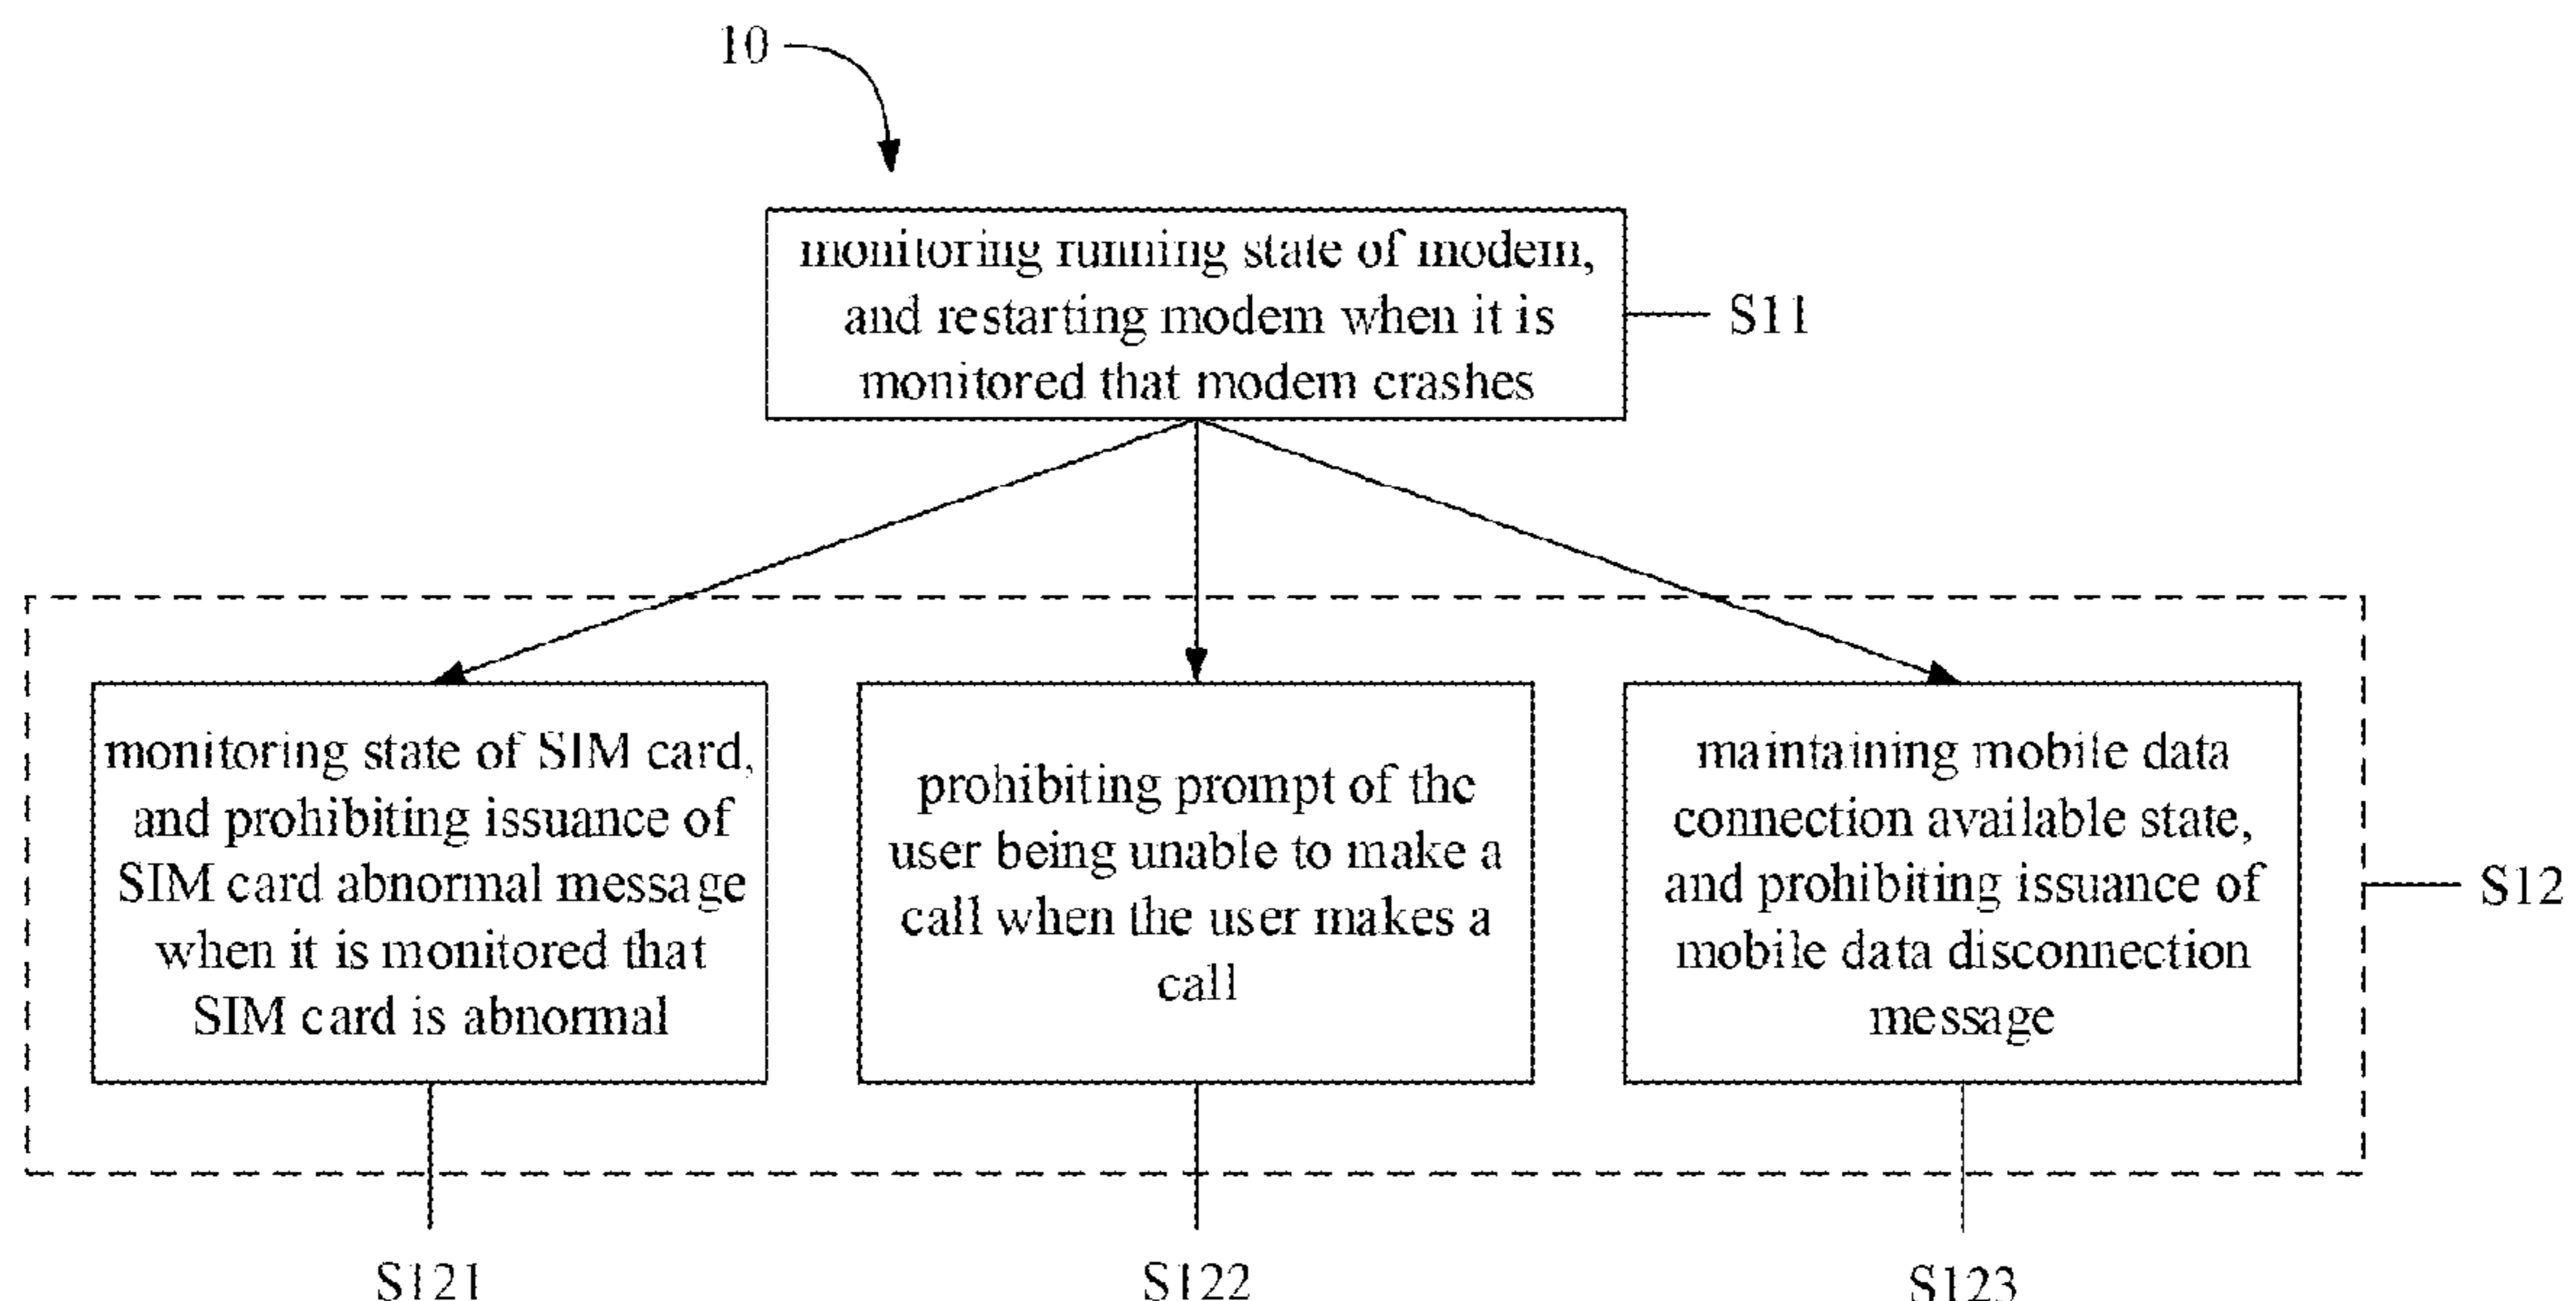 10
monitoring running state of modem,
and restarting modem when it is
monitored that modem crashes
S11
monitoring state of SIM card,
and prohibiting issuance of
SIM card abnormal message
when it is monitored that
SIM card is abnormal
prohibiting prompt of the
user being unable to make a
call when the user makes a
call
maintaining mobile data
connection available state,
and prohibiting issuance of
mobile data disconnection
message
S12
S121
S122
S123